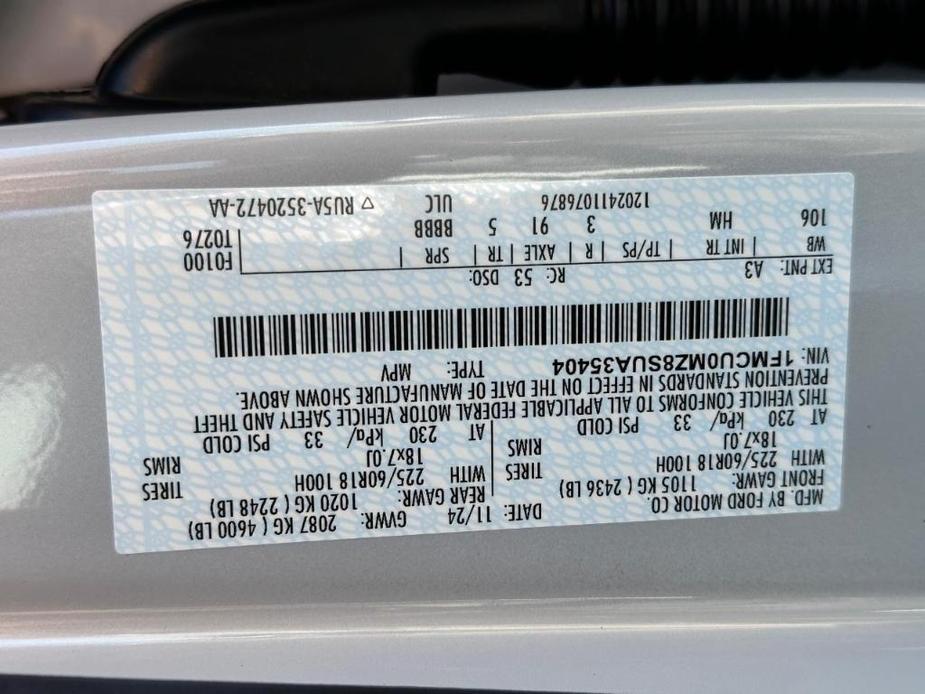 MFD. BY FORD MOTOR CO. DATE: 11/24 GVWR: 2087 KG ( 4600 LB)
FRONT GAWR: 1105 KG ( 2436 LB) REAR GAWR: 1020 KG ( 2248 LB)
WITH 225/60R18 100H TIRES WITH 225/60R18 100H TIRES
18x7.0J RIMS 18x7.0J RIMS
AT 230 kPa/ 33 PSI COLD AT 230 kPa/ 33 PSI COLD
THIS VEHICLE CONFORMS TO ALL APPLICABLE FEDERAL MOTOR VEHICLE SAFETY AND THEFT
PREVENTION STANDARDS IN EFFECT ON THE DATE OF MANUFACTURE SHOWN ABOVE.
VIN: 1FMCU0MZ8SUA35404 TYPE: MPV
EXT PNT: A3 RC: 53 DSO: F0100
WB | INT TR | TP/PS | R | AXLE | TR | SPR | T0276
106 HM 3 91 5 BBBB
1202411076876 ULC ▽ RU5A-3520472-AA